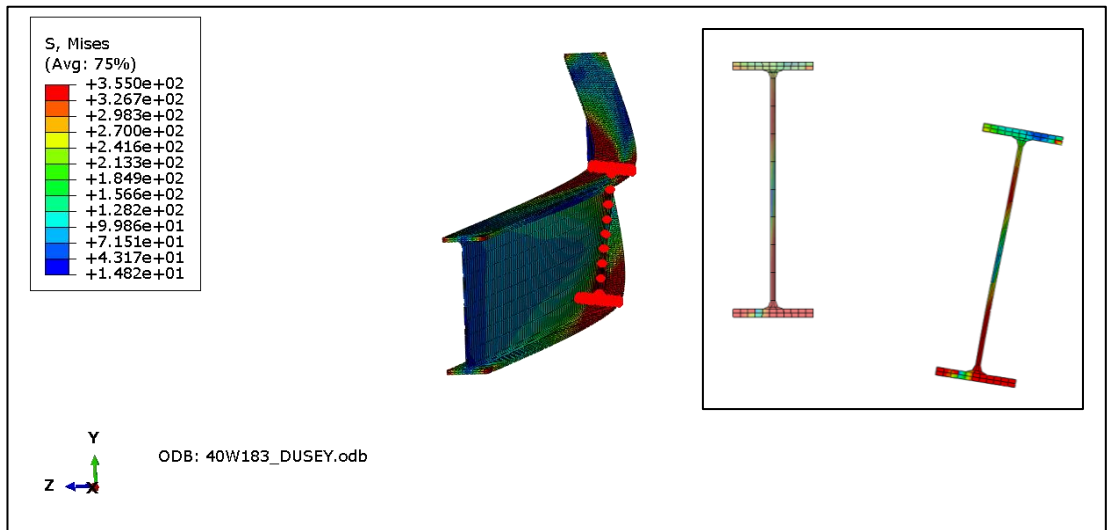 S, Mises
(Avg: 75%)
+3.550e+02
+3.267e+02
+2.983e+02
+2.700e+02
+2.416e+02
+2.133e+02
+1.849e+02
+1.566e+02
+1.282e+02
+9.986e+01
+7.151e+01
+4.317e+01
+1.482e+01
Y
Z
X
ODB: 40W183_DUSEY.odb